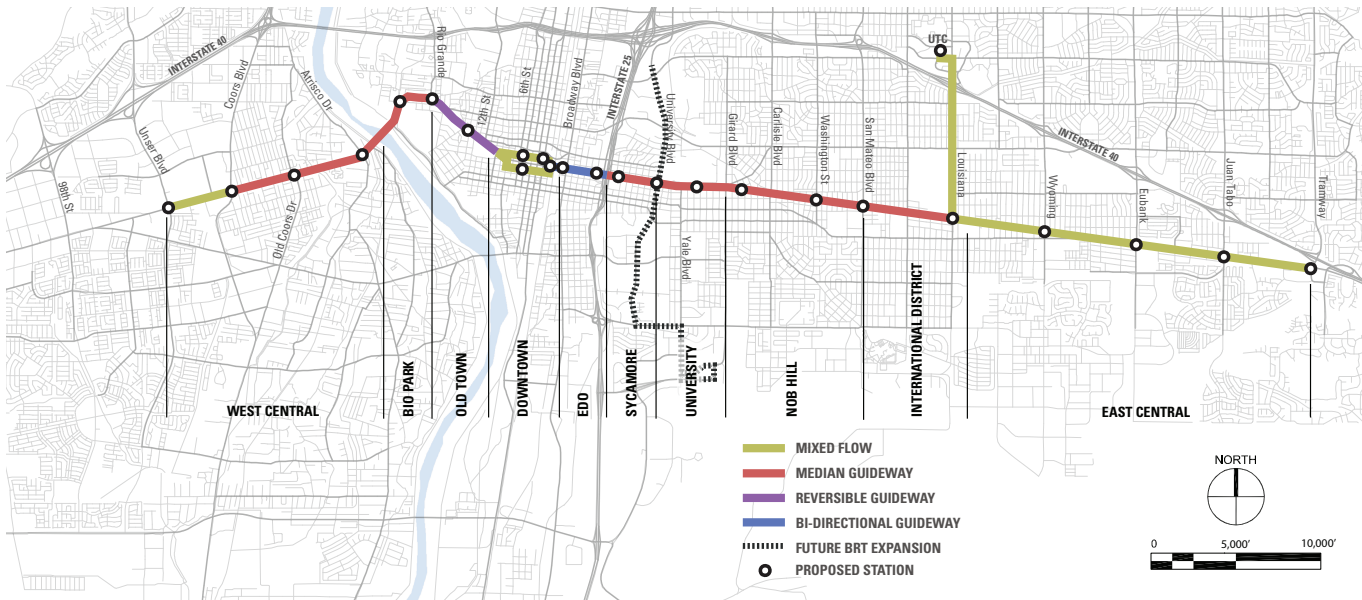 INTERSTATE 40
Coors Blvd
Unser Blvd
98th St
Old Coors Dr
Atrisco Dr
Rio Grande
12th St
6th St
Broadway Blvd
INTERSTATE 25
University Blvd
Yale Blvd
Girard Blvd
Carlisle Blvd
Washington St
San Mateo Blvd
UTC
Louisiana
INTERSTATE 40
Wyoming
Eubank
Juan Tabo
Tramway
WEST CENTRAL
BIO PARK
OLD TOWN
DOWNTOWN
EDO
SYCAMORE
UNIVERSITY
NOB HILL
INTERNATIONAL DISTRICT
EAST CENTRAL
MIXED FLOW
MEDIAN GUIDEWAY
REVERSIBLE GUIDEWAY
BI-DIRECTIONAL GUIDEWAY
FUTURE BRT EXPANSION
PROPOSED STATION
NORTH
0 5,000' 10,000'